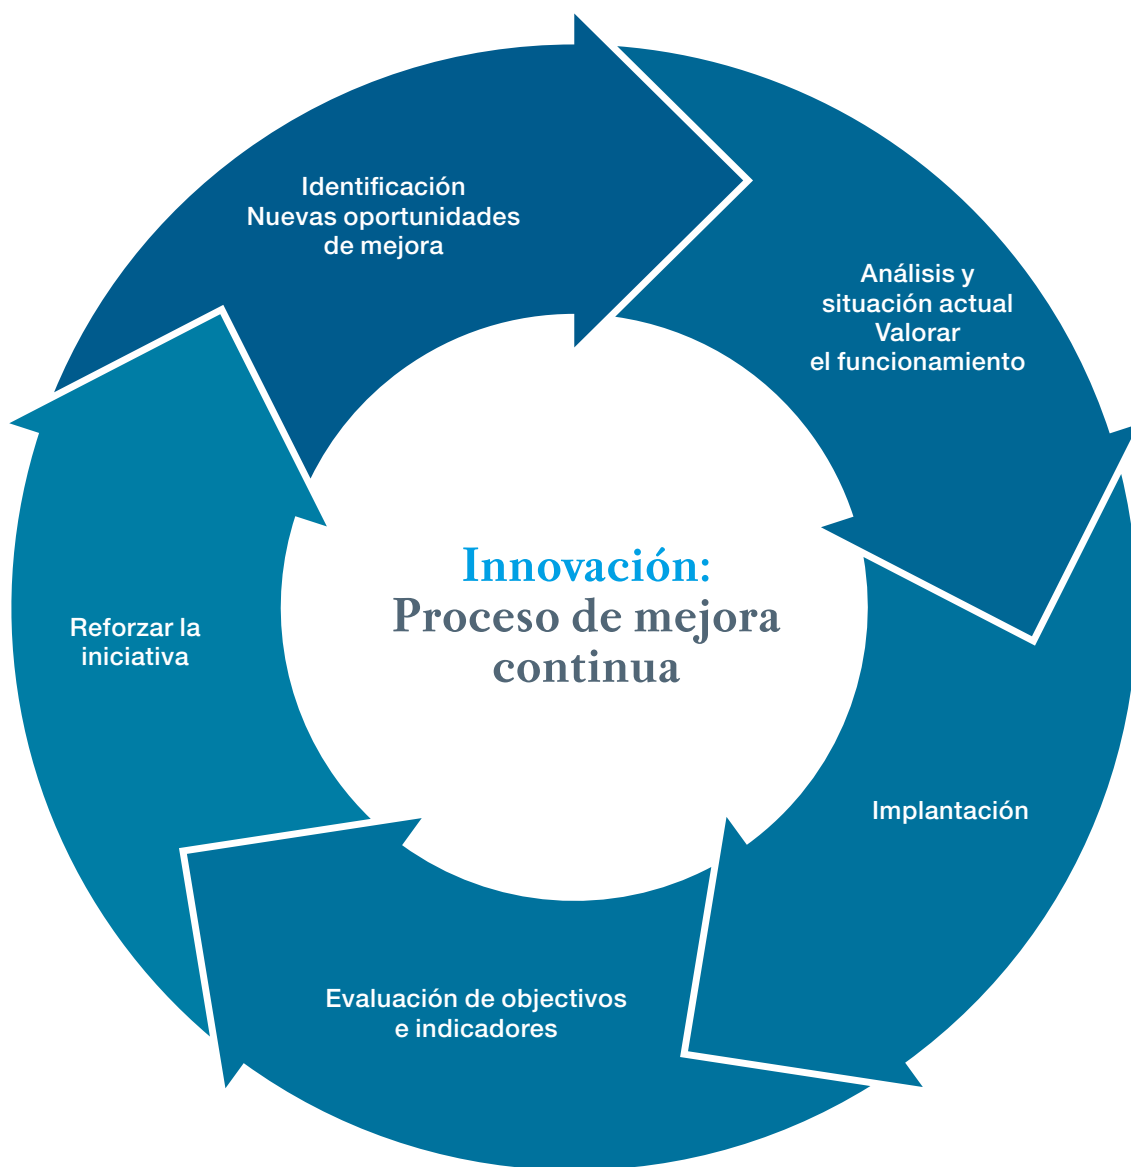 Identificación
Nuevas oportunidades
de mejora
Análisis y
situación actual
Valorar
el funcionamiento
Implantación
Evaluación de objectivos
e indicadores
Reforzar la
iniciativa
Innovación:
Proceso de mejora
continua